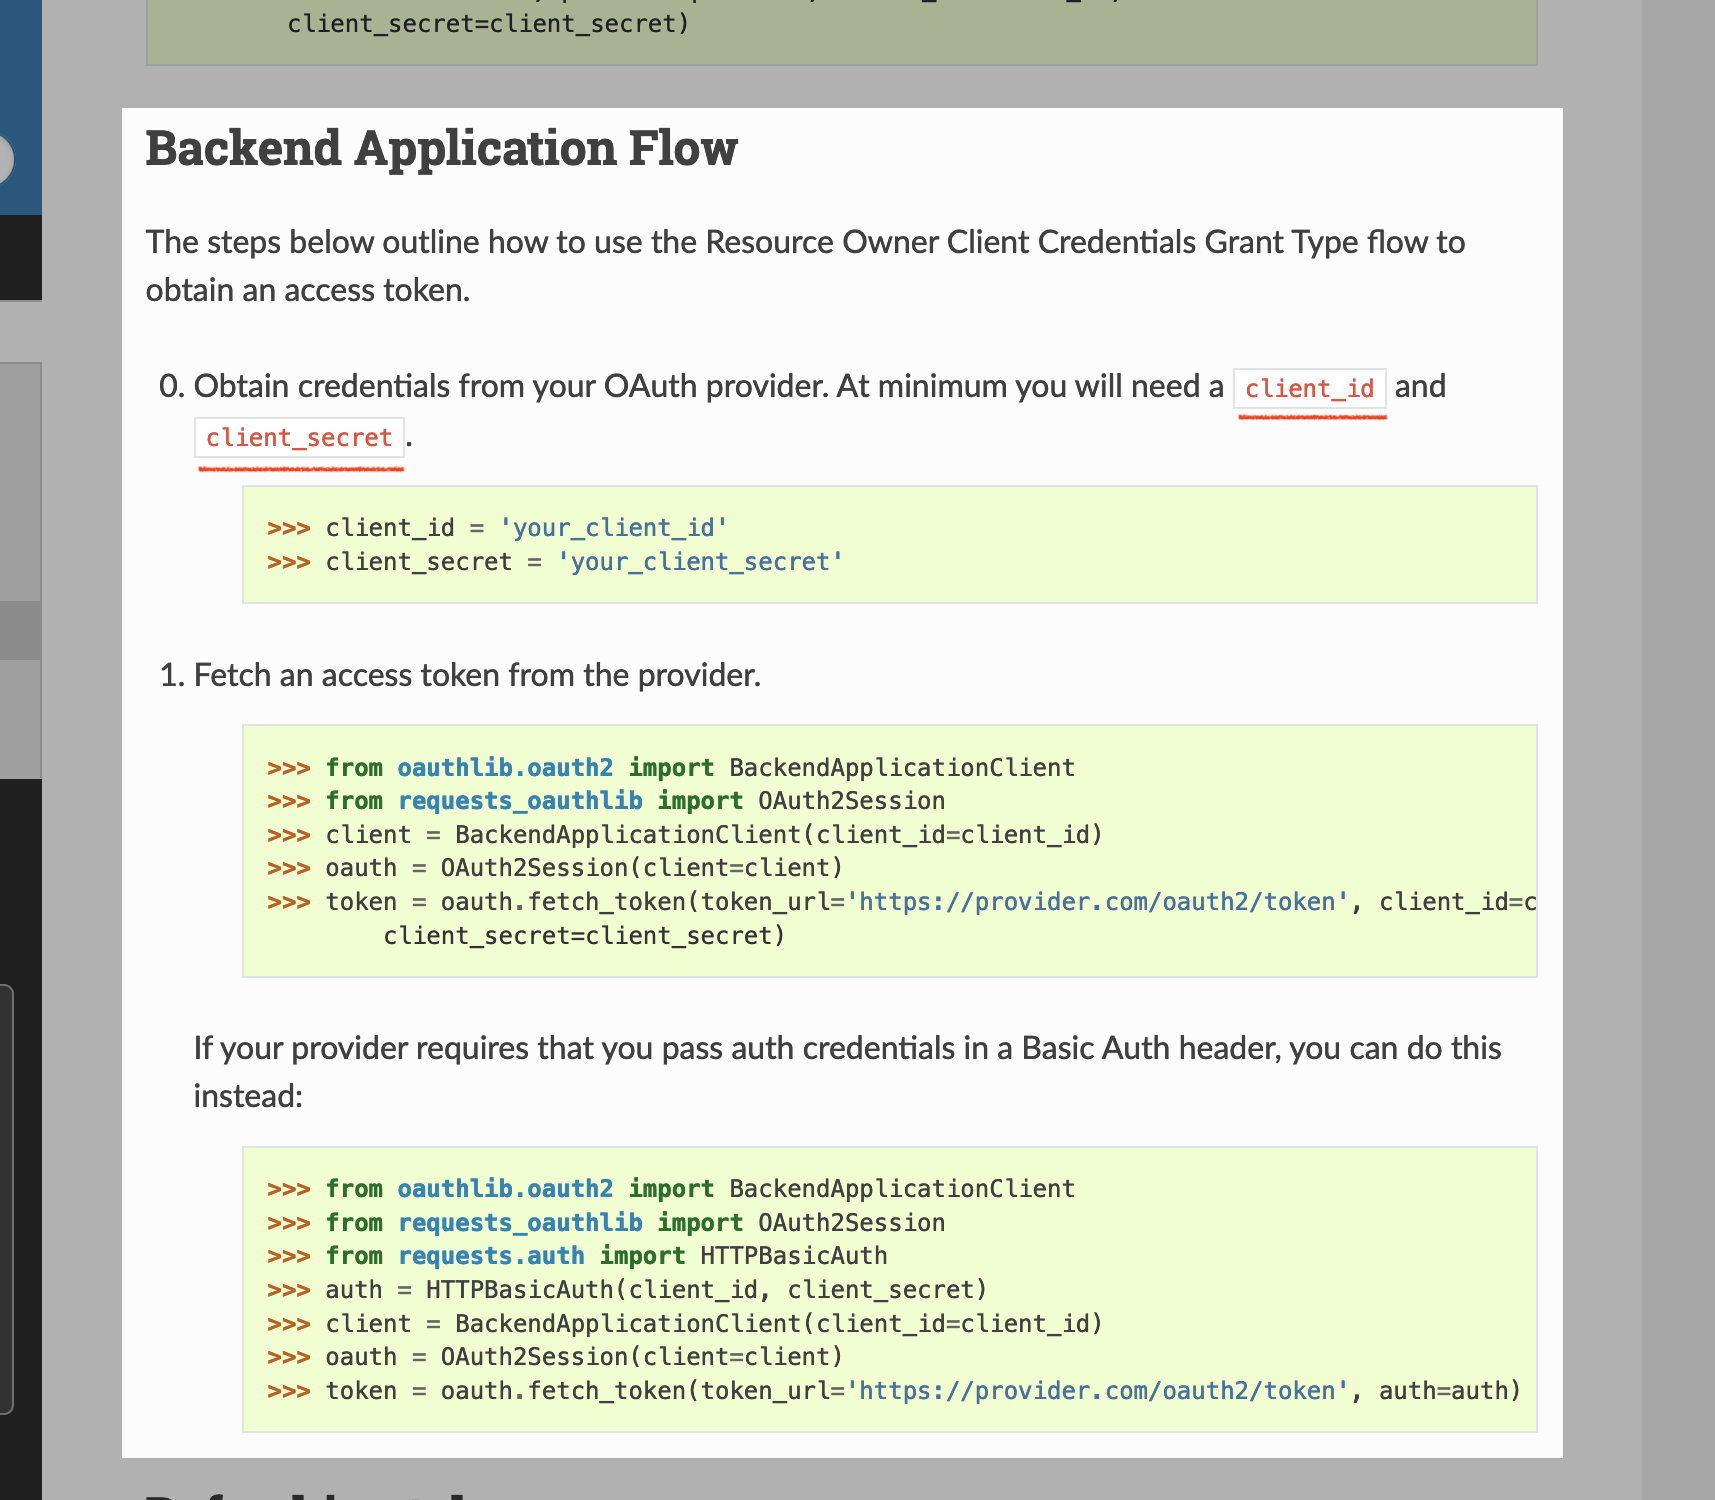 client_secret=client_secret)
Backend Application Flow
The steps below outline how to use the Resource Owner Client Credentials Grant Type flow to
obtain an access token.
0. Obtain credentials from your OAuth provider. At minimum you will need a client_id and
client_secret.
>>> client_id = 'your_client_id'
>>> client_secret = 'your_client_secret'
1. Fetch an access token from the provider.
>>> from oauthlib.oauth2 import BackendApplicationClient
>>> from requests_oauthlib import OAuth2Session
>>> client = BackendApplicationClient(client_id=client_id)
>>> oauth = OAuth2Session(client=client)
>>> token = oauth.fetch_token(token_url='https://provider.com/oauth2/token', client_id=c
client_secret=client_secret)
If your provider requires that you pass auth credentials in a Basic Auth header, you can do this
instead:
>>> from oauthlib.oauth2 import BackendApplicationClient
>>> from requests_oauthlib import OAuth2Session
>>> from requests.auth import HTTPBasicAuth
>>> auth = HTTPBasicAuth(client_id, client_secret)
>>> client = BackendApplicationClient(client_id=client_id)
>>> oauth = OAuth2Session(client=client)
>>> token = oauth.fetch_token(token_url='https://provider.com/oauth2/token', auth=auth)